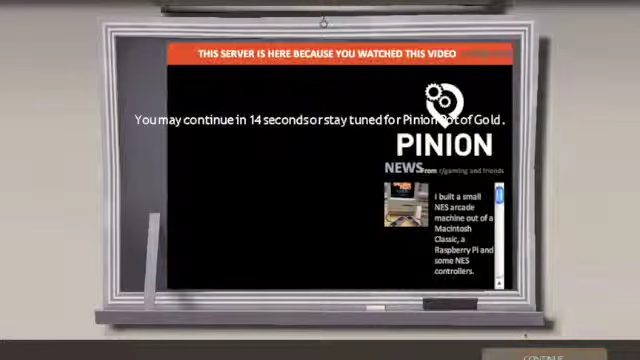 THIS SERVER IS HERE BECAUSE YOU WATCHED THIS VIDEO
You may continue in 14 seconds or stay tuned for Pinion Pot of Gold.
PINION
NEWS From r/gaming and friends
I built a small
NES arcade
machine out of a
Macintosh
Classic, a
Raspberry Pi and
some NES
controllers.
CONTINUE